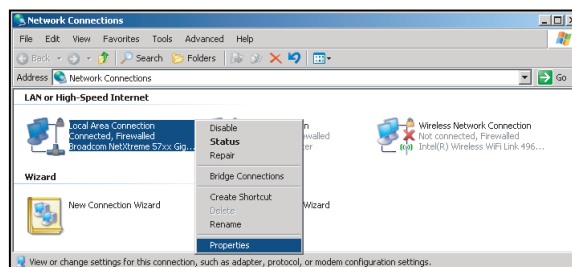 Network Connections
File Edit View Favorites Tools Advanced Help
Back Search Folders
Address Network Connections Go
LAN or High-Speed Internet
Local Area Connection
Connected, Firewalled
Broadcom NetXtreme 57xx Gig...
Disable
Status
Repair
Bridge Connections
Create Shortcut
Delete
Rename
Properties
Wireless Network Connection
Not connected, Firewalled
Intel(R) Wireless WiFi Link 496...
Wizard
New Connection Wizard
Wizard
View or change settings for this connection, such as adapter, protocol, or modem configuration settings.